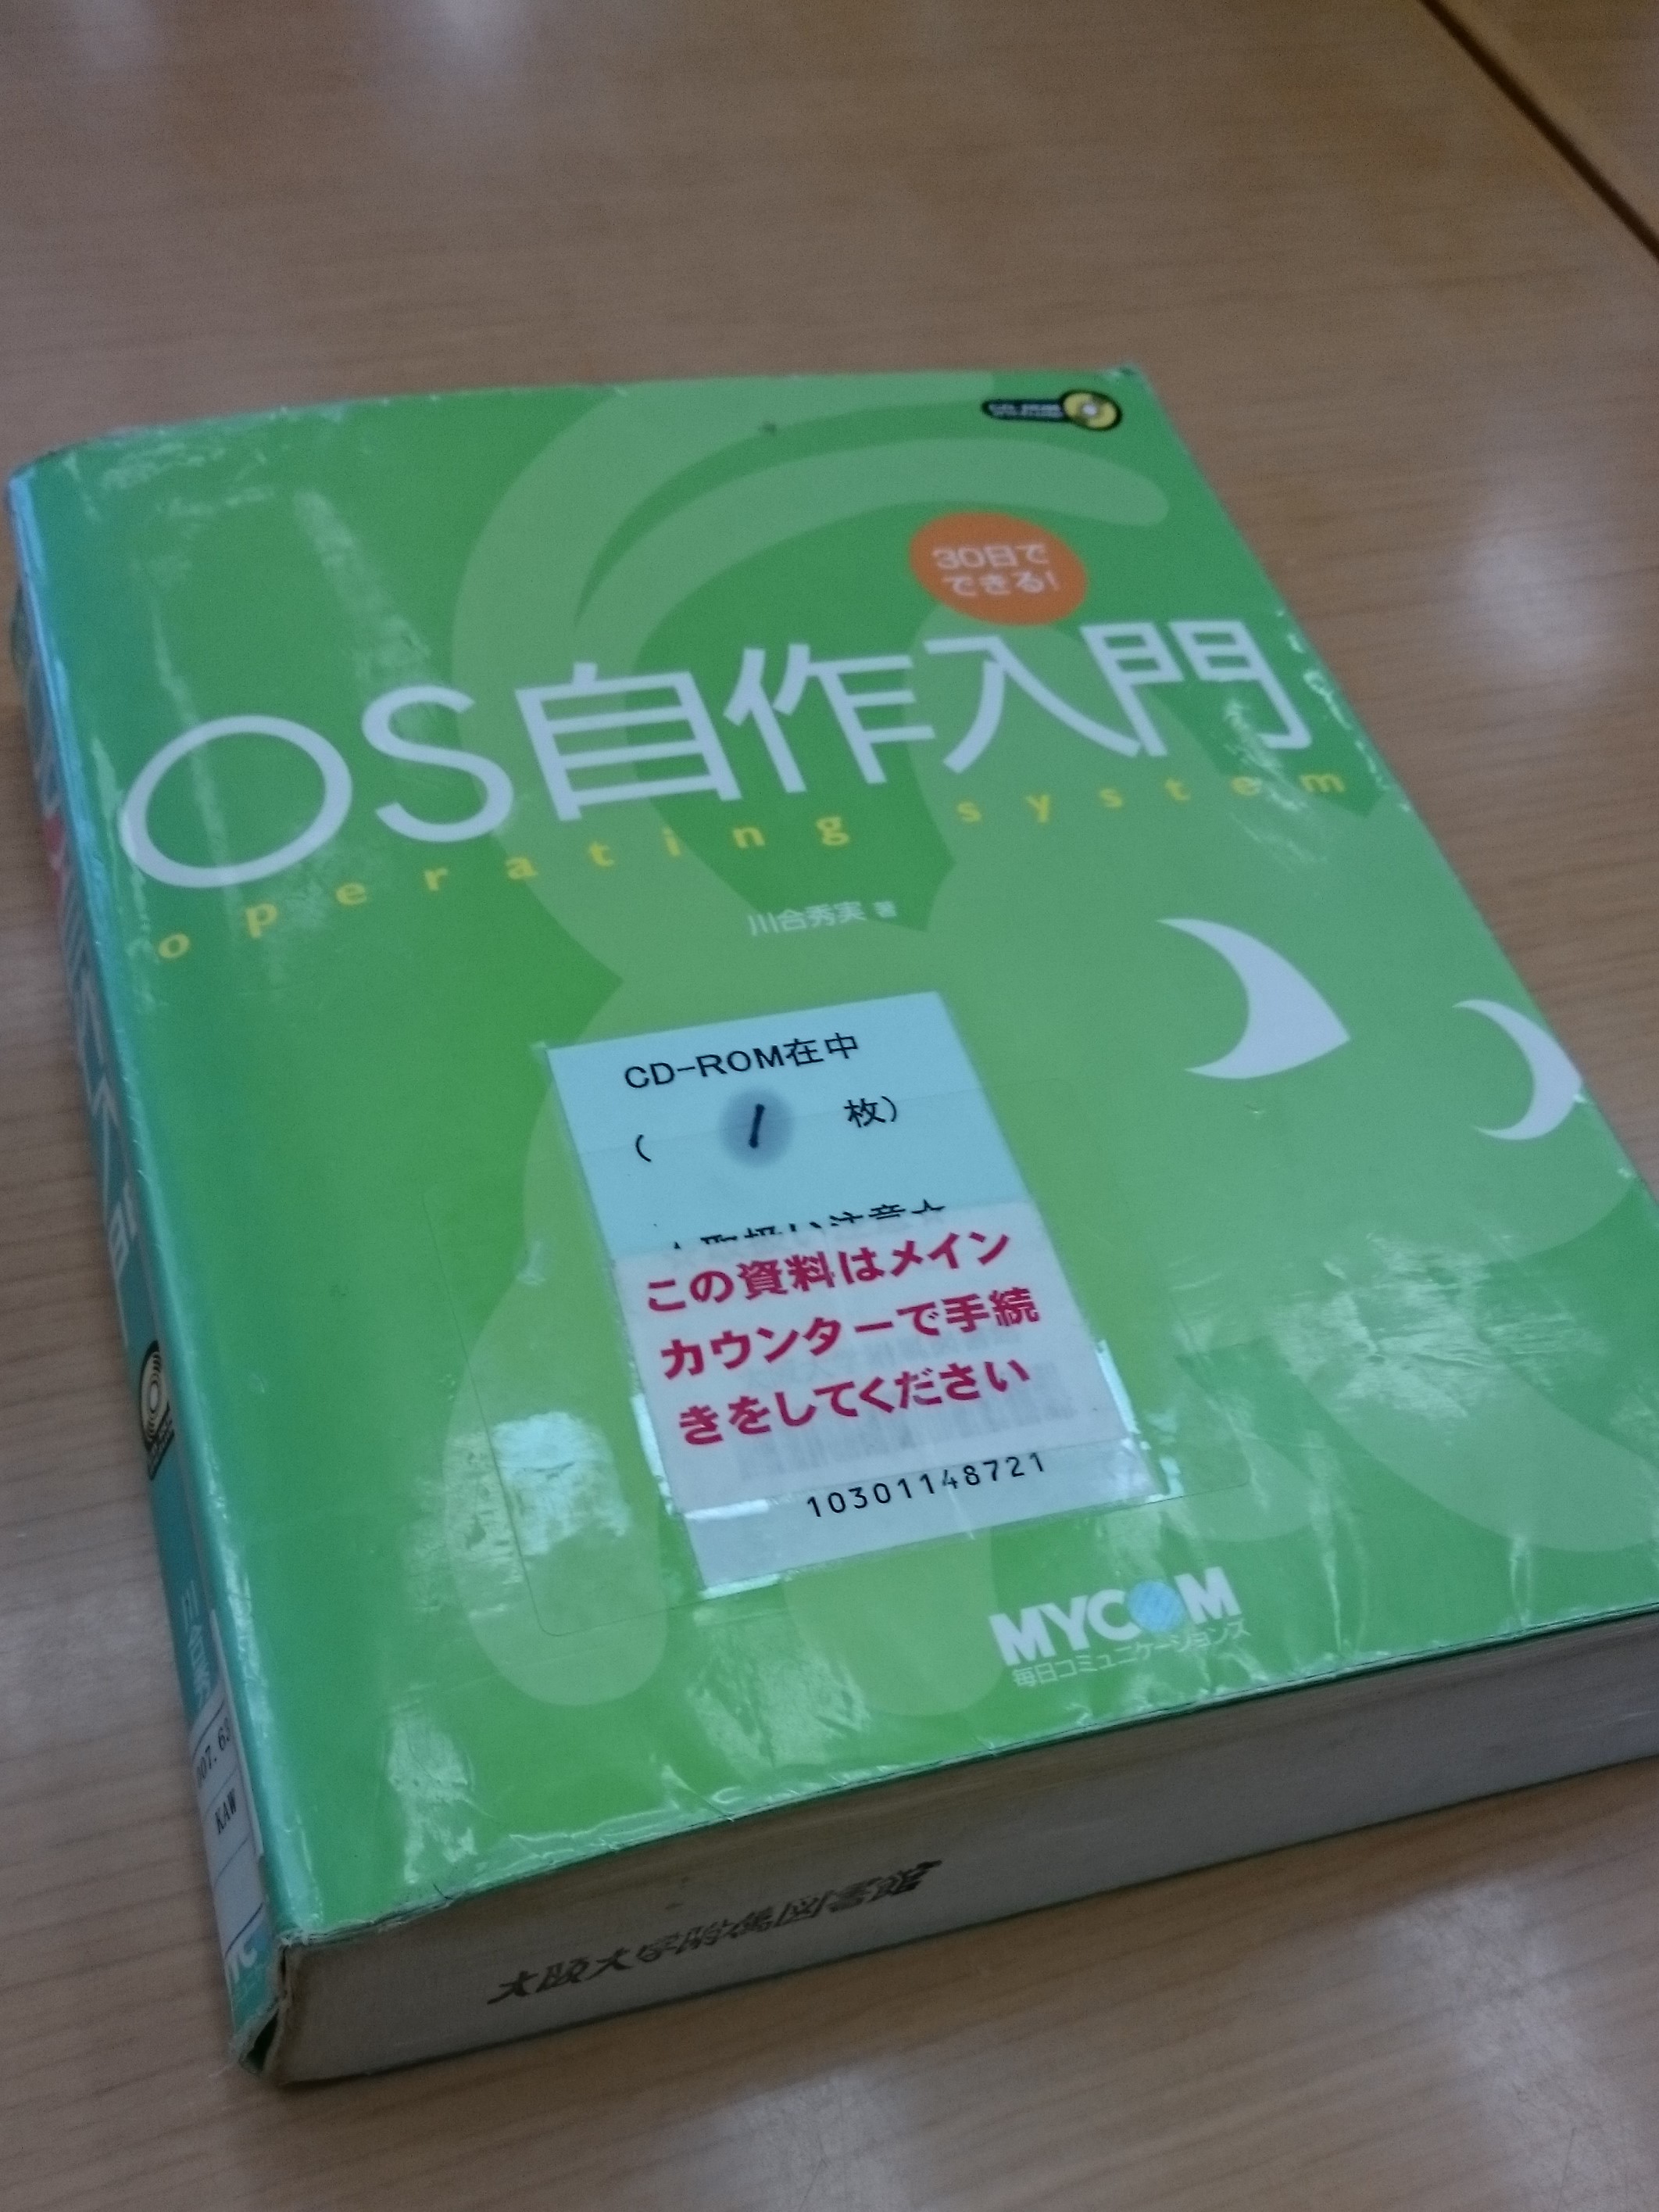 30日で
できる!
OS自作入門
operating system
川合秀実 著
CD-ROM在中
( 1 枚)
この資料はメイン
カウンターで手続
きをしてください
10301148721
MYCOM
毎日コミュニケーションズ
007.63
KAW
大阪大学附属図書館